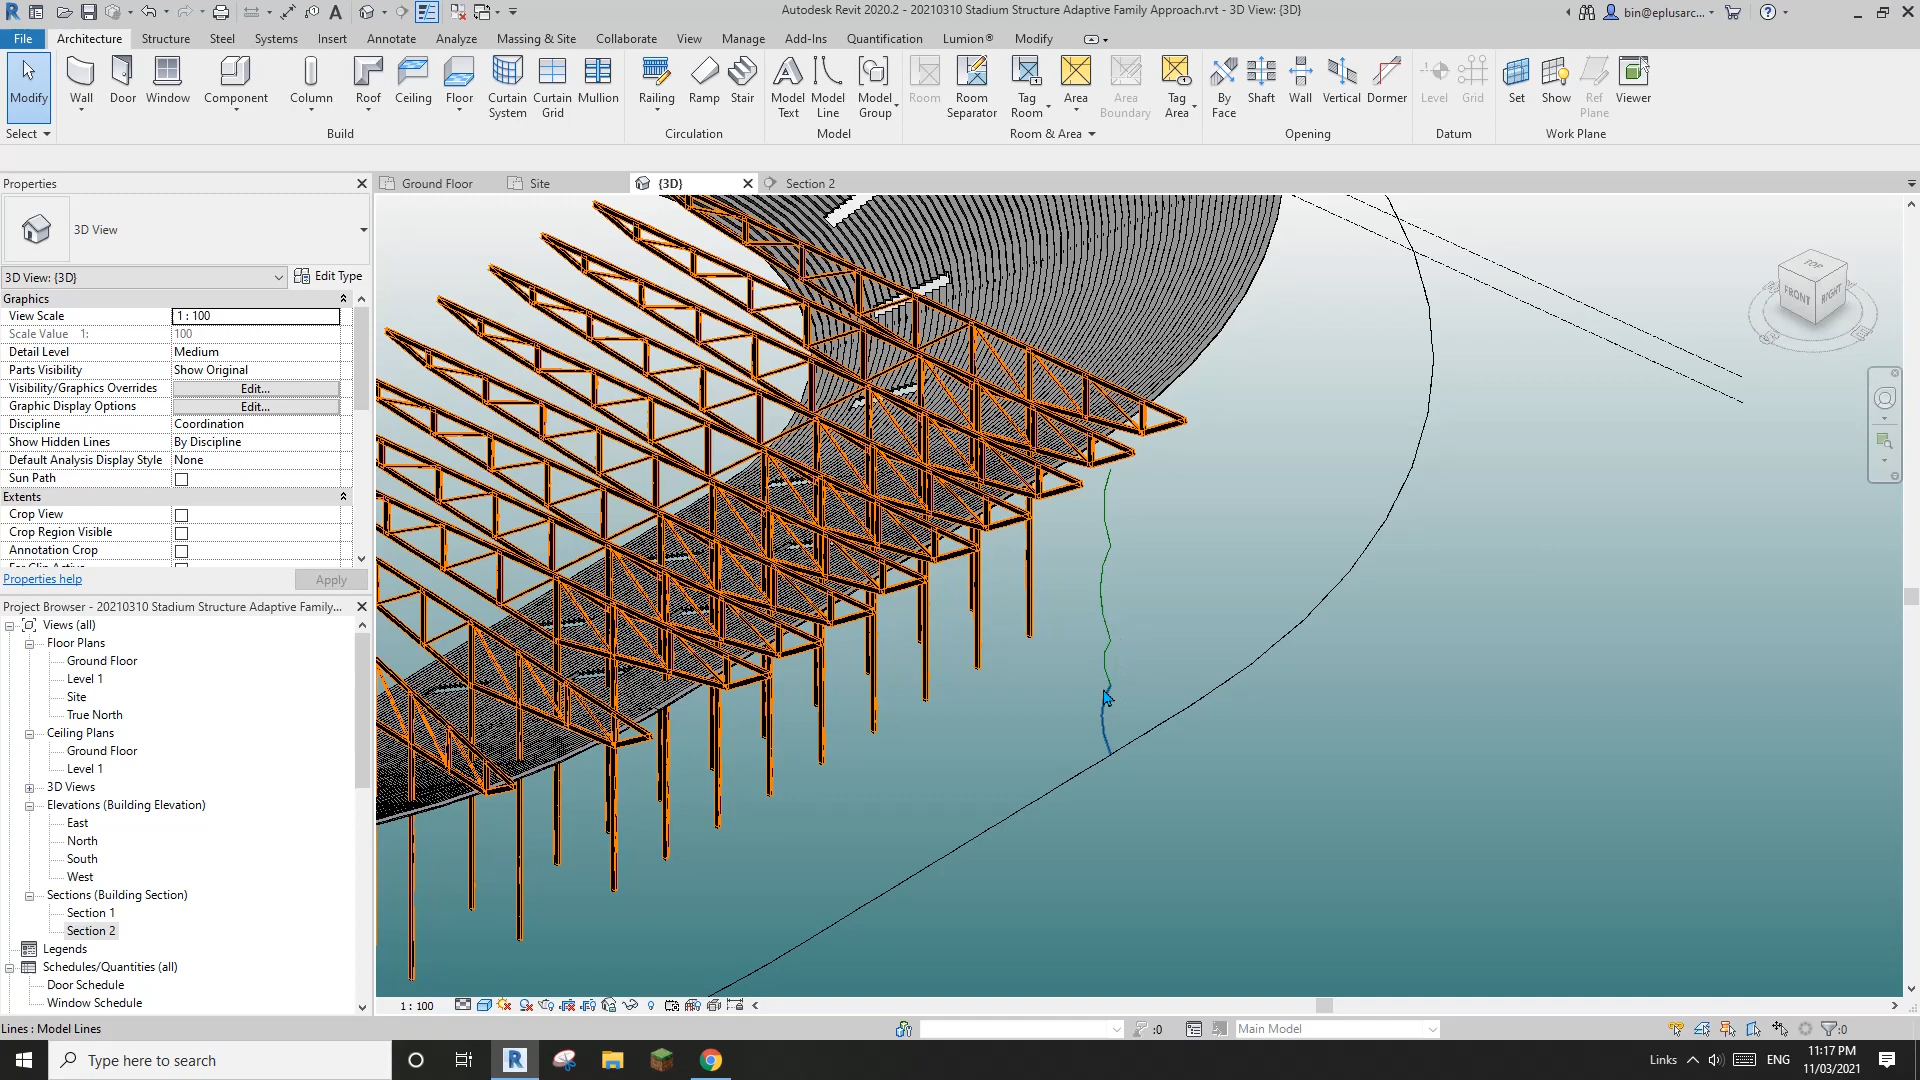 Autodesk Revit 2020.2 - 20210310 Stadium Structure Adaptive Family Approach.rvt - 3D View: {3D}
bin@eplusarc...
File Architecture Structure Steel Systems Insert Annotate Analyze Massing & Site Collaborate View Manage Add-Ins Quantification Lumion® Modify
Modify Wall Door Window Component Column Roof Ceiling Floor Curtain System Curtain Grid Mullion Railing Ramp Stair Model Text Model Line Model Group Room Room Separator Tag Room Area Area Boundary Tag Area By Face Shaft Wall Vertical Dormer Level Grid Set Show Ref Plane Viewer
Select Build Circulation Model Room & Area Opening Datum Work Plane
Properties
Ground Floor Site {3D} Section 2
3D View
3D View: {3D} Edit Type
Graphics
View Scale 1 : 100
Scale Value 1: 100
Detail Level Medium
Parts Visibility Show Original
Visibility/Graphics Overrides Edit...
Graphic Display Options Edit...
Discipline Coordination
Show Hidden Lines By Discipline
Default Analysis Display Style None
Sun Path
Extents
Crop View
Crop Region Visible
Annotation Crop
Properties help Apply
TOP
FRONT RIGHT
Project Browser - 20210310 Stadium Structure Adaptive Family...
Views (all)
Floor Plans
Ground Floor
Level 1
Site
True North
Ceiling Plans
Ground Floor
Level 1
3D Views
Elevations (Building Elevation)
East
North
South
West
Sections (Building Section)
Section 1
Section 2
Legends
Schedules/Quantities (all)
Door Schedule
Window Schedule
1 : 100
Lines : Model Lines
:0 Main Model :0
Type here to search
Links ENG
11:17 PM
11/03/2021